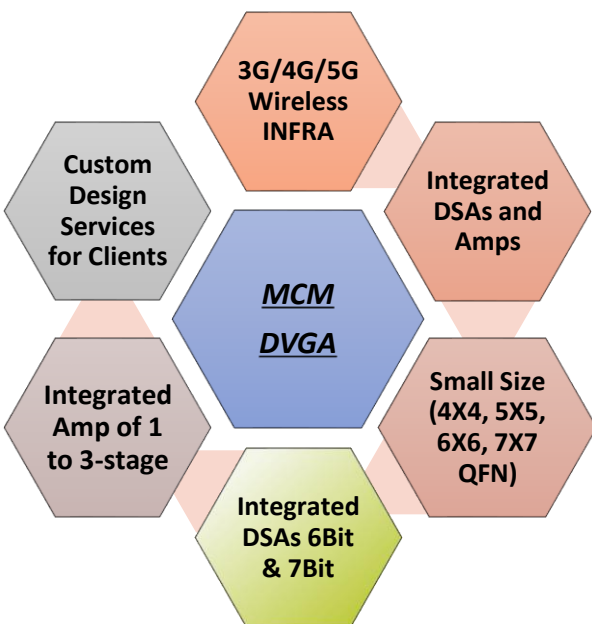 3G/4G/5G
Wireless
INFRA
Integrated
DSAs and
Amps
Small Size
(4X4, 5X5,
6X6, 7X7
QFN)
Integrated
DSAs 6Bit
& 7Bit
Integrated
Amp of 1
to 3-stage
Custom
Design
Services
for Clients
MCM
DVGA